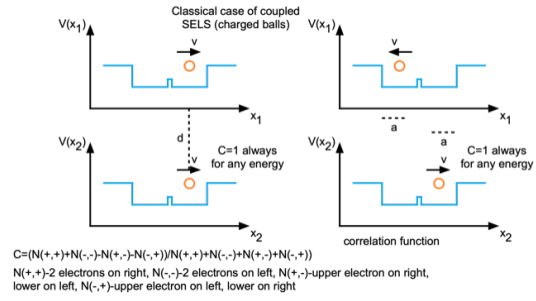 Classical case of coupled
SELS (charged balls)
V(x1)
v
x1
V(x1)
v
x1
a
d
V(x2)
v
C=1 always
for any energy
x2
V(x2)
a
C=1 always
v
for any energy
x2
correlation function
C=(N(+,+)+N(-,-)-N(+,-)-N(-,+))/N(+,+)+N(-,-)+N(+,-)+N(-,+))
N(+,+)-2 electrons on right, N(-,-)-2 electrons on left, N(+,-)-upper electron on right,
lower on left, N(-,+)-upper electron on left, lower on right